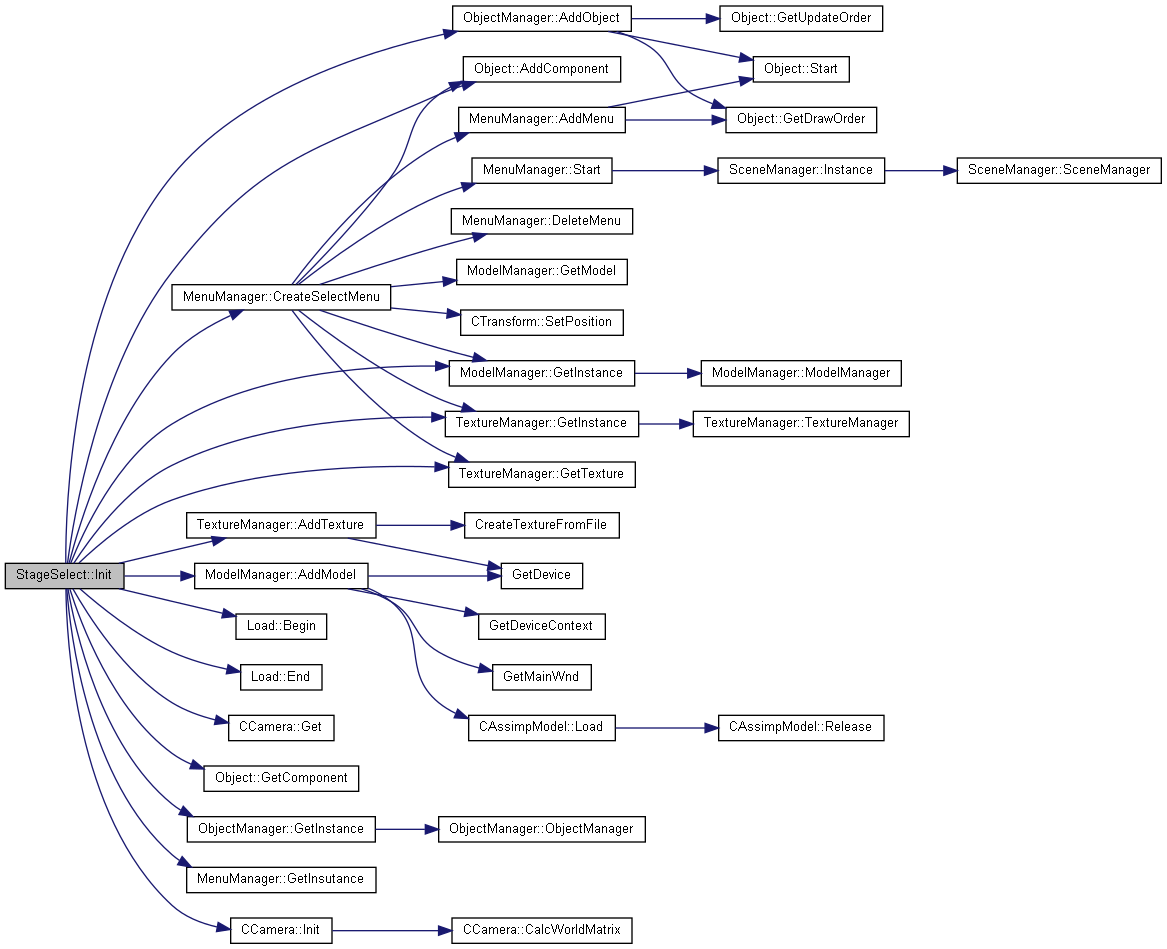 ObjectManager::AddObject
Object::GetUpdateOrder
Object::AddComponent
Object::Start
MenuManager::AddMenu
Object::GetDrawOrder
MenuManager::Start
SceneManager::Instance
SceneManager::SceneManager
MenuManager::DeleteMenu
ModelManager::GetModel
MenuManager::CreateSelectMenu
CTransform::SetPosition
ModelManager::GetInstance
ModelManager::ModelManager
TextureManager::GetInstance
TextureManager::TextureManager
TextureManager::GetTexture
TextureManager::AddTexture
CreateTextureFromFile
StageSelect::Init
ModelManager::AddModel
GetDevice
Load::Begin
GetDeviceContext
Load::End
GetMainWnd
CCamera::Get
CAssimpModel::Load
CAssimpModel::Release
Object::GetComponent
ObjectManager::GetInstance
ObjectManager::ObjectManager
MenuManager::GetInsutance
CCamera::Init
CCamera::CalcWorldMatrix